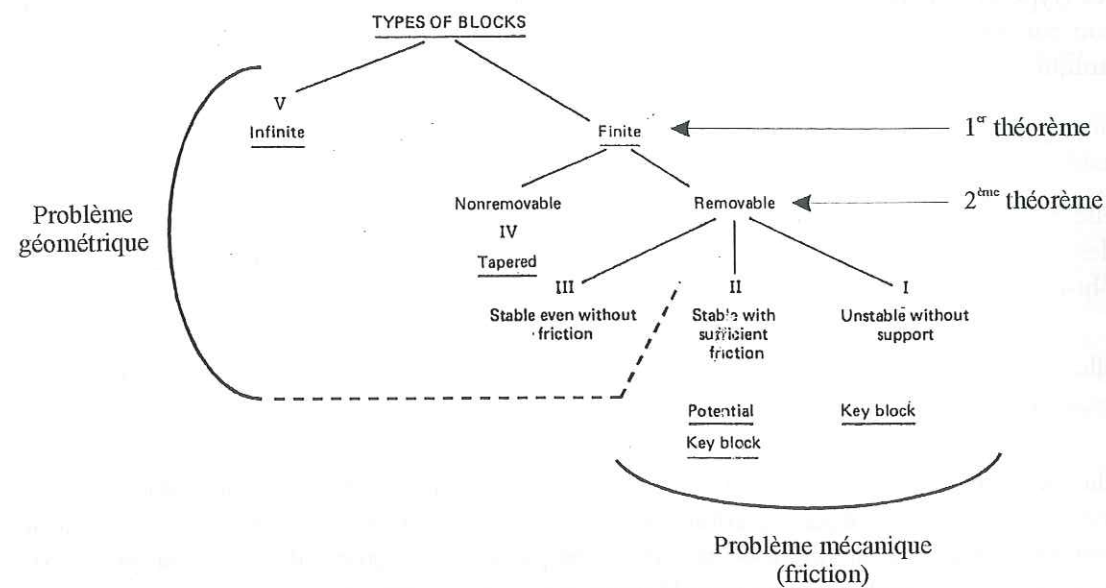 TYPES OF BLOCKS
V
Infinite
Finite
1er théorème
Problème
géométrique
Nonremovable
IV
Tapered
Removable
2ème théorème
III
Stable even without
friction
II
Stable with
sufficient
friction
I
Unstable without
support
Potential
Key block
Key block
Problème mécanique
(friction)